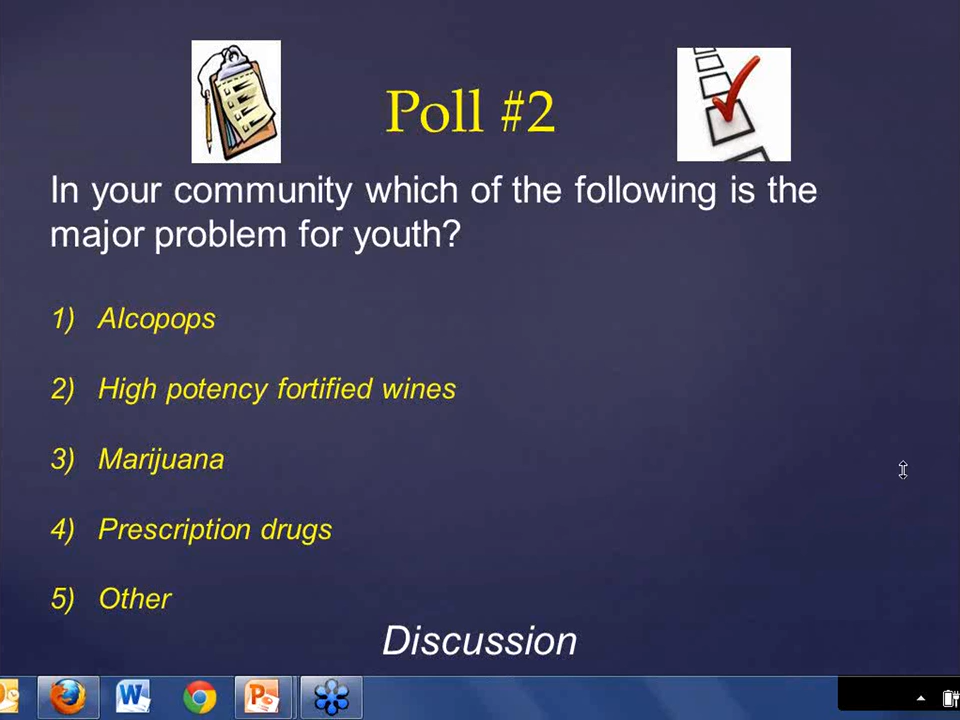 Poll #2
In your community which of the following is the
major problem for youth?
1) Alcopops
2) High potency fortified wines
3) Marijuana
4) Prescription drugs
5) Other
Discussion